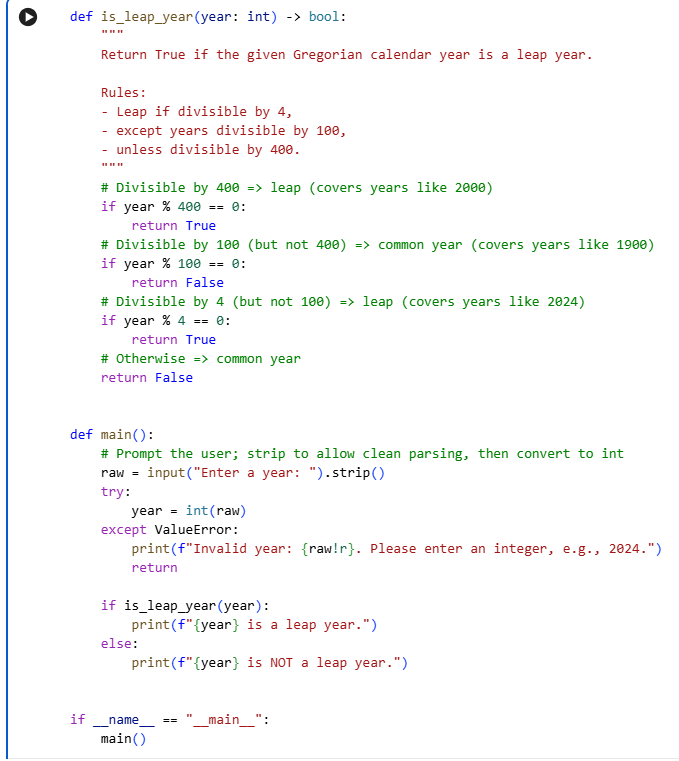 def is_leap_year(year: int) -> bool:
    """
    Return True if the given Gregorian calendar year is a leap year.

    Rules:
    - Leap if divisible by 4,
    - except years divisible by 100,
    - unless divisible by 400.
    """
    # Divisible by 400 => leap (covers years like 2000)
    if year % 400 == 0:
        return True
    # Divisible by 100 (but not 400) => common year (covers years like 1900)
    if year % 100 == 0:
        return False
    # Divisible by 4 (but not 100) => leap (covers years like 2024)
    if year % 4 == 0:
        return True
    # Otherwise => common year
    return False


def main():
    # Prompt the user; strip to allow clean parsing, then convert to int
    raw = input("Enter a year: ").strip()
    try:
        year = int(raw)
    except ValueError:
        print(f"Invalid year: {raw!r}. Please enter an integer, e.g., 2024.")
        return

    if is_leap_year(year):
        print(f"{year} is a leap year.")
    else:
        print(f"{year} is NOT a leap year.")


if __name__ == "__main__":
    main()